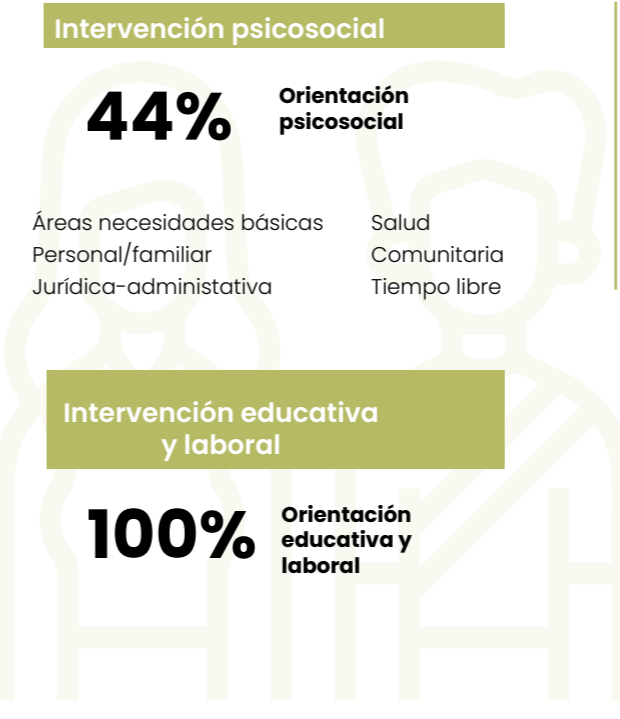 Intervención psicosocial
44%
Orientación
psicosocial
Áreas necesidades básicas
Personal/familiar
Jurídica-administativa
Salud
Comunitaria
Tiempo libre
Intervención educativa
y laboral
100%
Orientación
educativa y
laboral